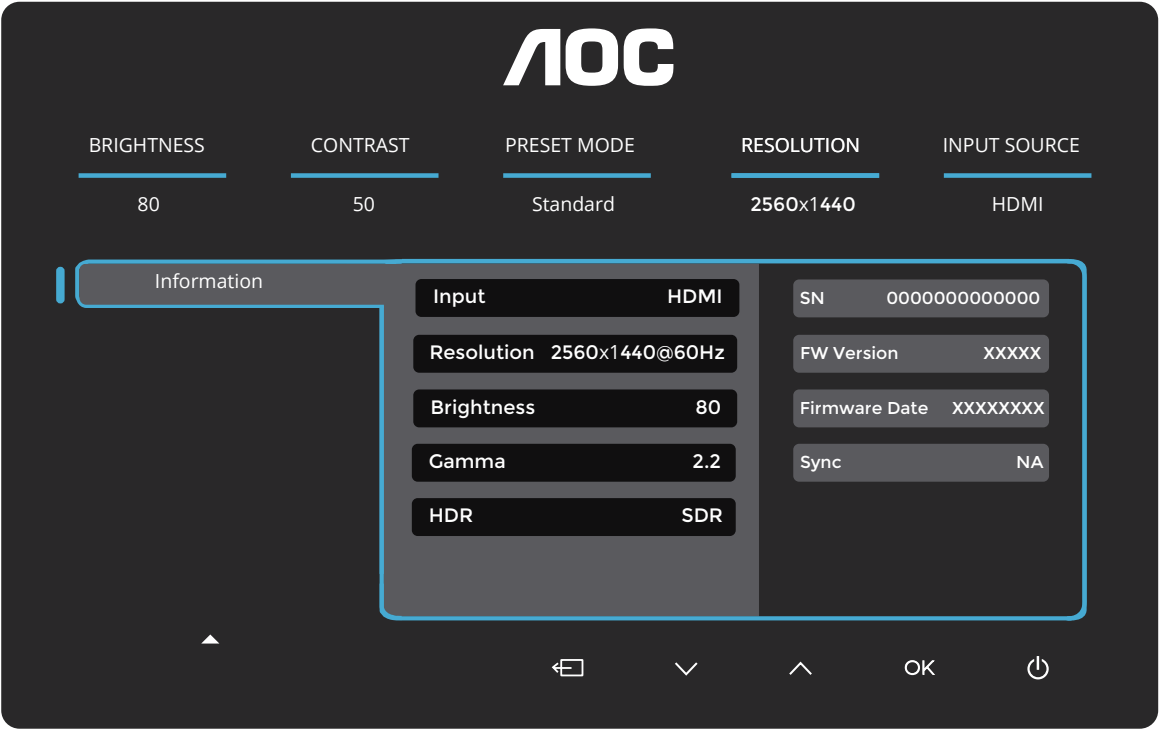 AOC
BRIGHTNESS CONTRAST PRESET MODE RESOLUTION INPUT SOURCE
80 50 Standard 2560x1440 HDMI
Information
Input HDMI
Resolution 2560x1440@60Hz
Brightness 80
Gamma 2.2
HDR SDR
SN 0000000000000
FW Version XXXXX
Firmware Date XXXXXXXX
Sync NA
OK